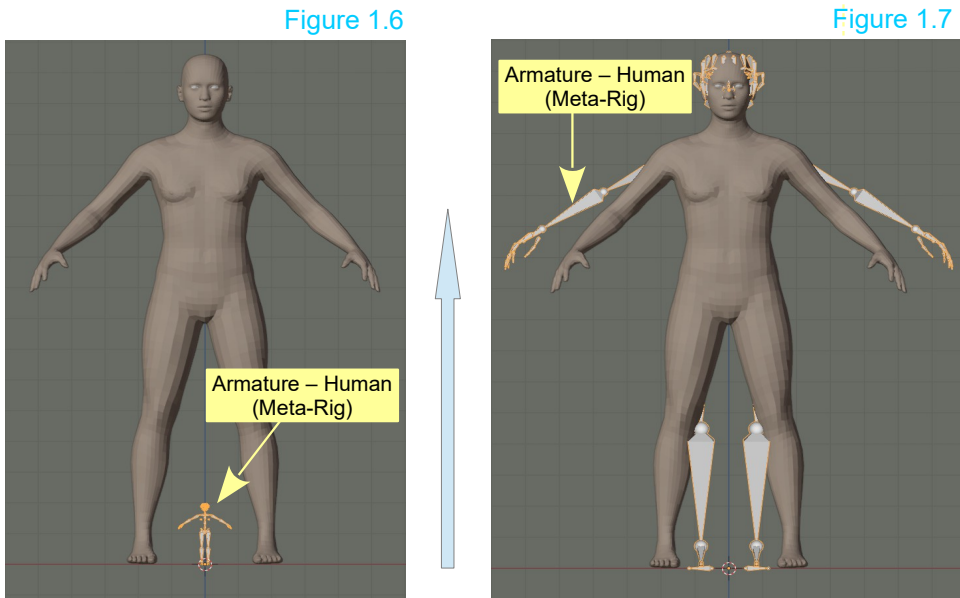 Figure 1.6
Figure 1.7
Armature – Human
(Meta-Rig)
Armature – Human
(Meta-Rig)